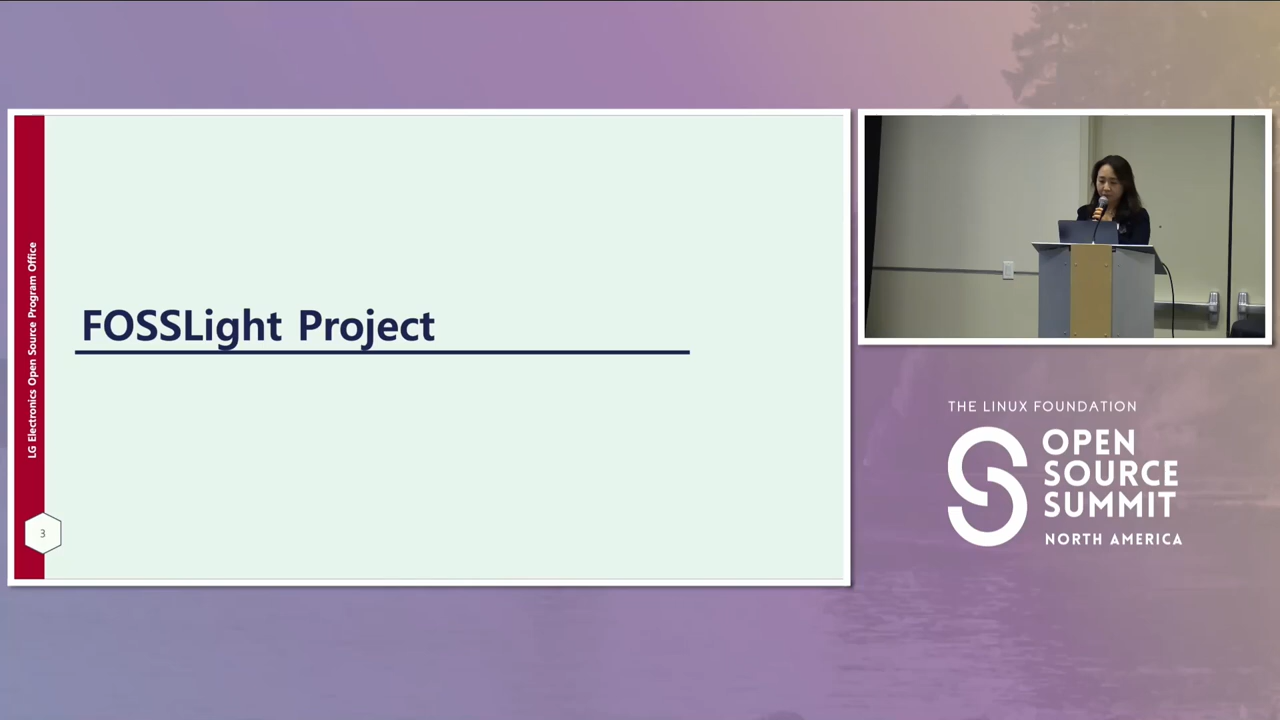 LG Electronics Open Source Program Office
FOSSLight Project
3
THE LINUX FOUNDATION
OPEN
SOURCE
SUMMIT
NORTH AMERICA